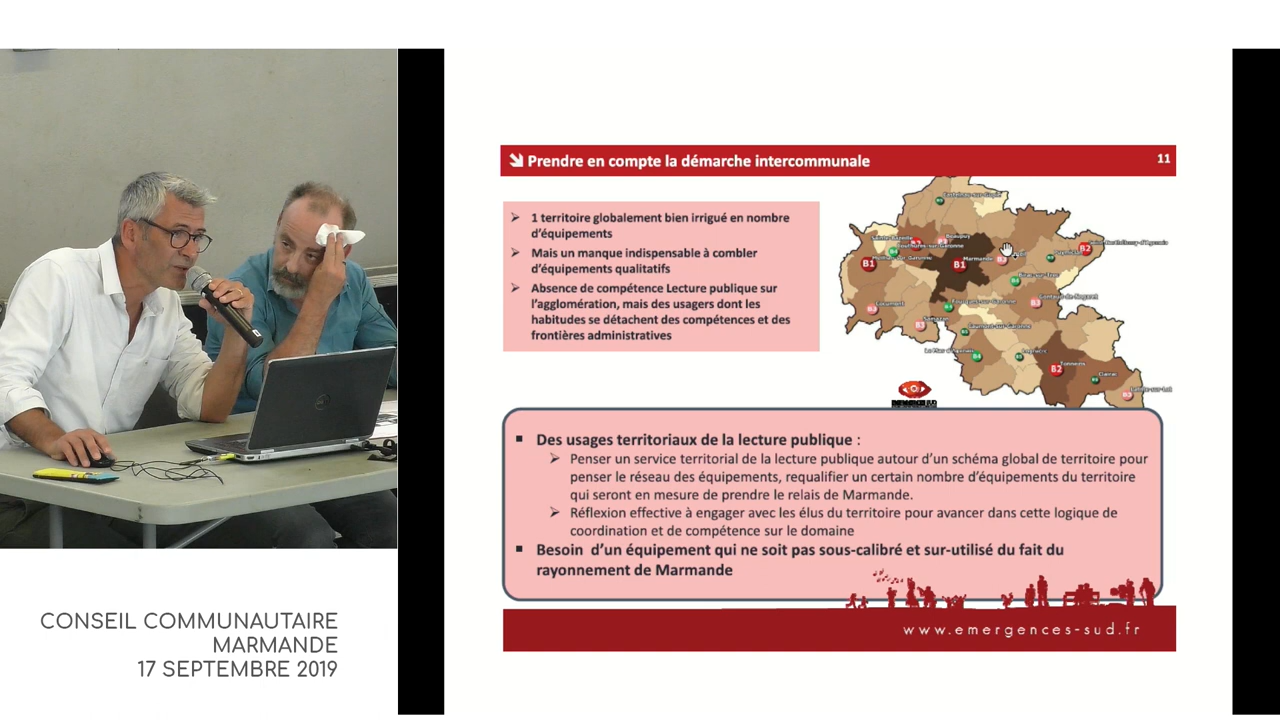 Prendre en compte la démarche intercommunale
11
1 territoire globalement bien irrigué en nombre
d'équipements
Mais un manque indispensable à combler
d'équipements qualitatifs
Absence de compétence Lecture publique sur
l'agglomération, mais des usagers dont les
habitudes se détachent des compétences et des
frontières administratives
B1
Marmande
B1
B2
B3
B3
B3
B2
Tonneins
Clairac
B3
Des usages territoriaux de la lecture publique :
Penser un service territorial de la lecture publique autour d'un schéma global de territoire pour
penser le réseau des équipements, requalifier un certain nombre d'équipements du territoire
qui seront en mesure de prendre le relais de Marmande.
Réflexion effective à engager avec les élus du territoire pour avancer dans cette logique de
coordination et de compétence sur le domaine
Besoin d'un équipement qui ne soit pas sous-calibré et sur-utilisé du fait du
rayonnement de Marmande
www.emergences-sud.fr
CONSEIL COMMUNAUTAIRE
MARMANDE
17 SEPTEMBRE 2019